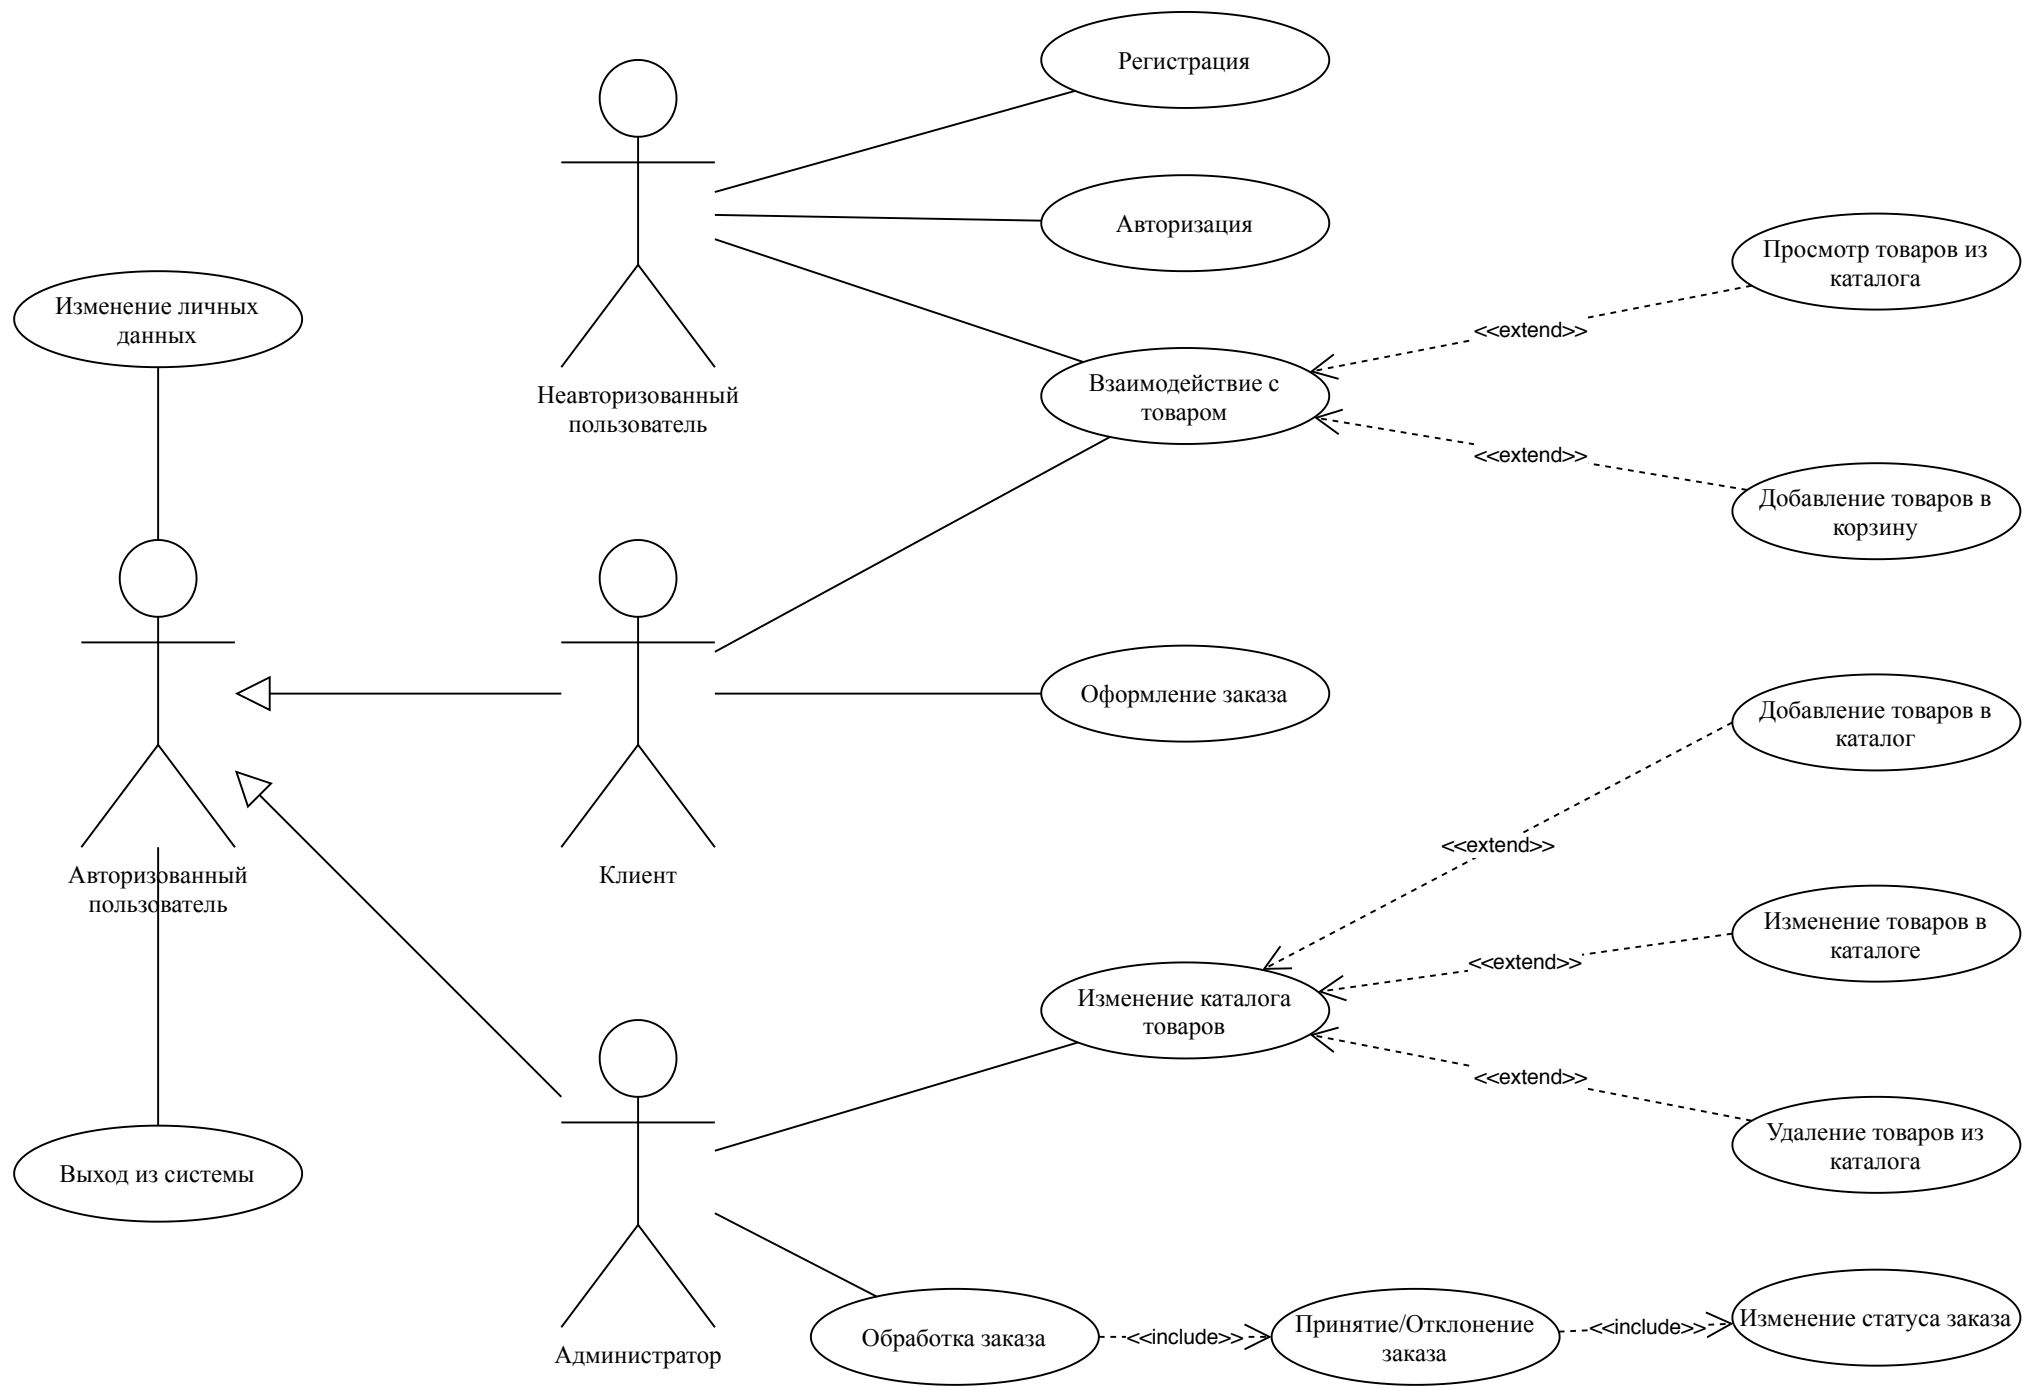 Регистрация
Авторизация
Просмотр товаров из
каталога
Изменение личных
данных
<<extend>>
Неавторизованный
пользователь
Взаимодействие с
товаром
<<extend>>
Добавление товаров в
корзину
Оформление заказа
Добавление товаров в
каталог
<<extend>>
Авторизованный
пользователь
Клиент
Изменение товаров в
каталоге
<<extend>>
Изменение каталога
товаров
<<extend>>
Удаление товаров из
каталога
Выход из системы
Администратор
Обработка заказа
<<include>>
Принятие/Отклонение
заказа
<<include>>
Изменение статуса заказа